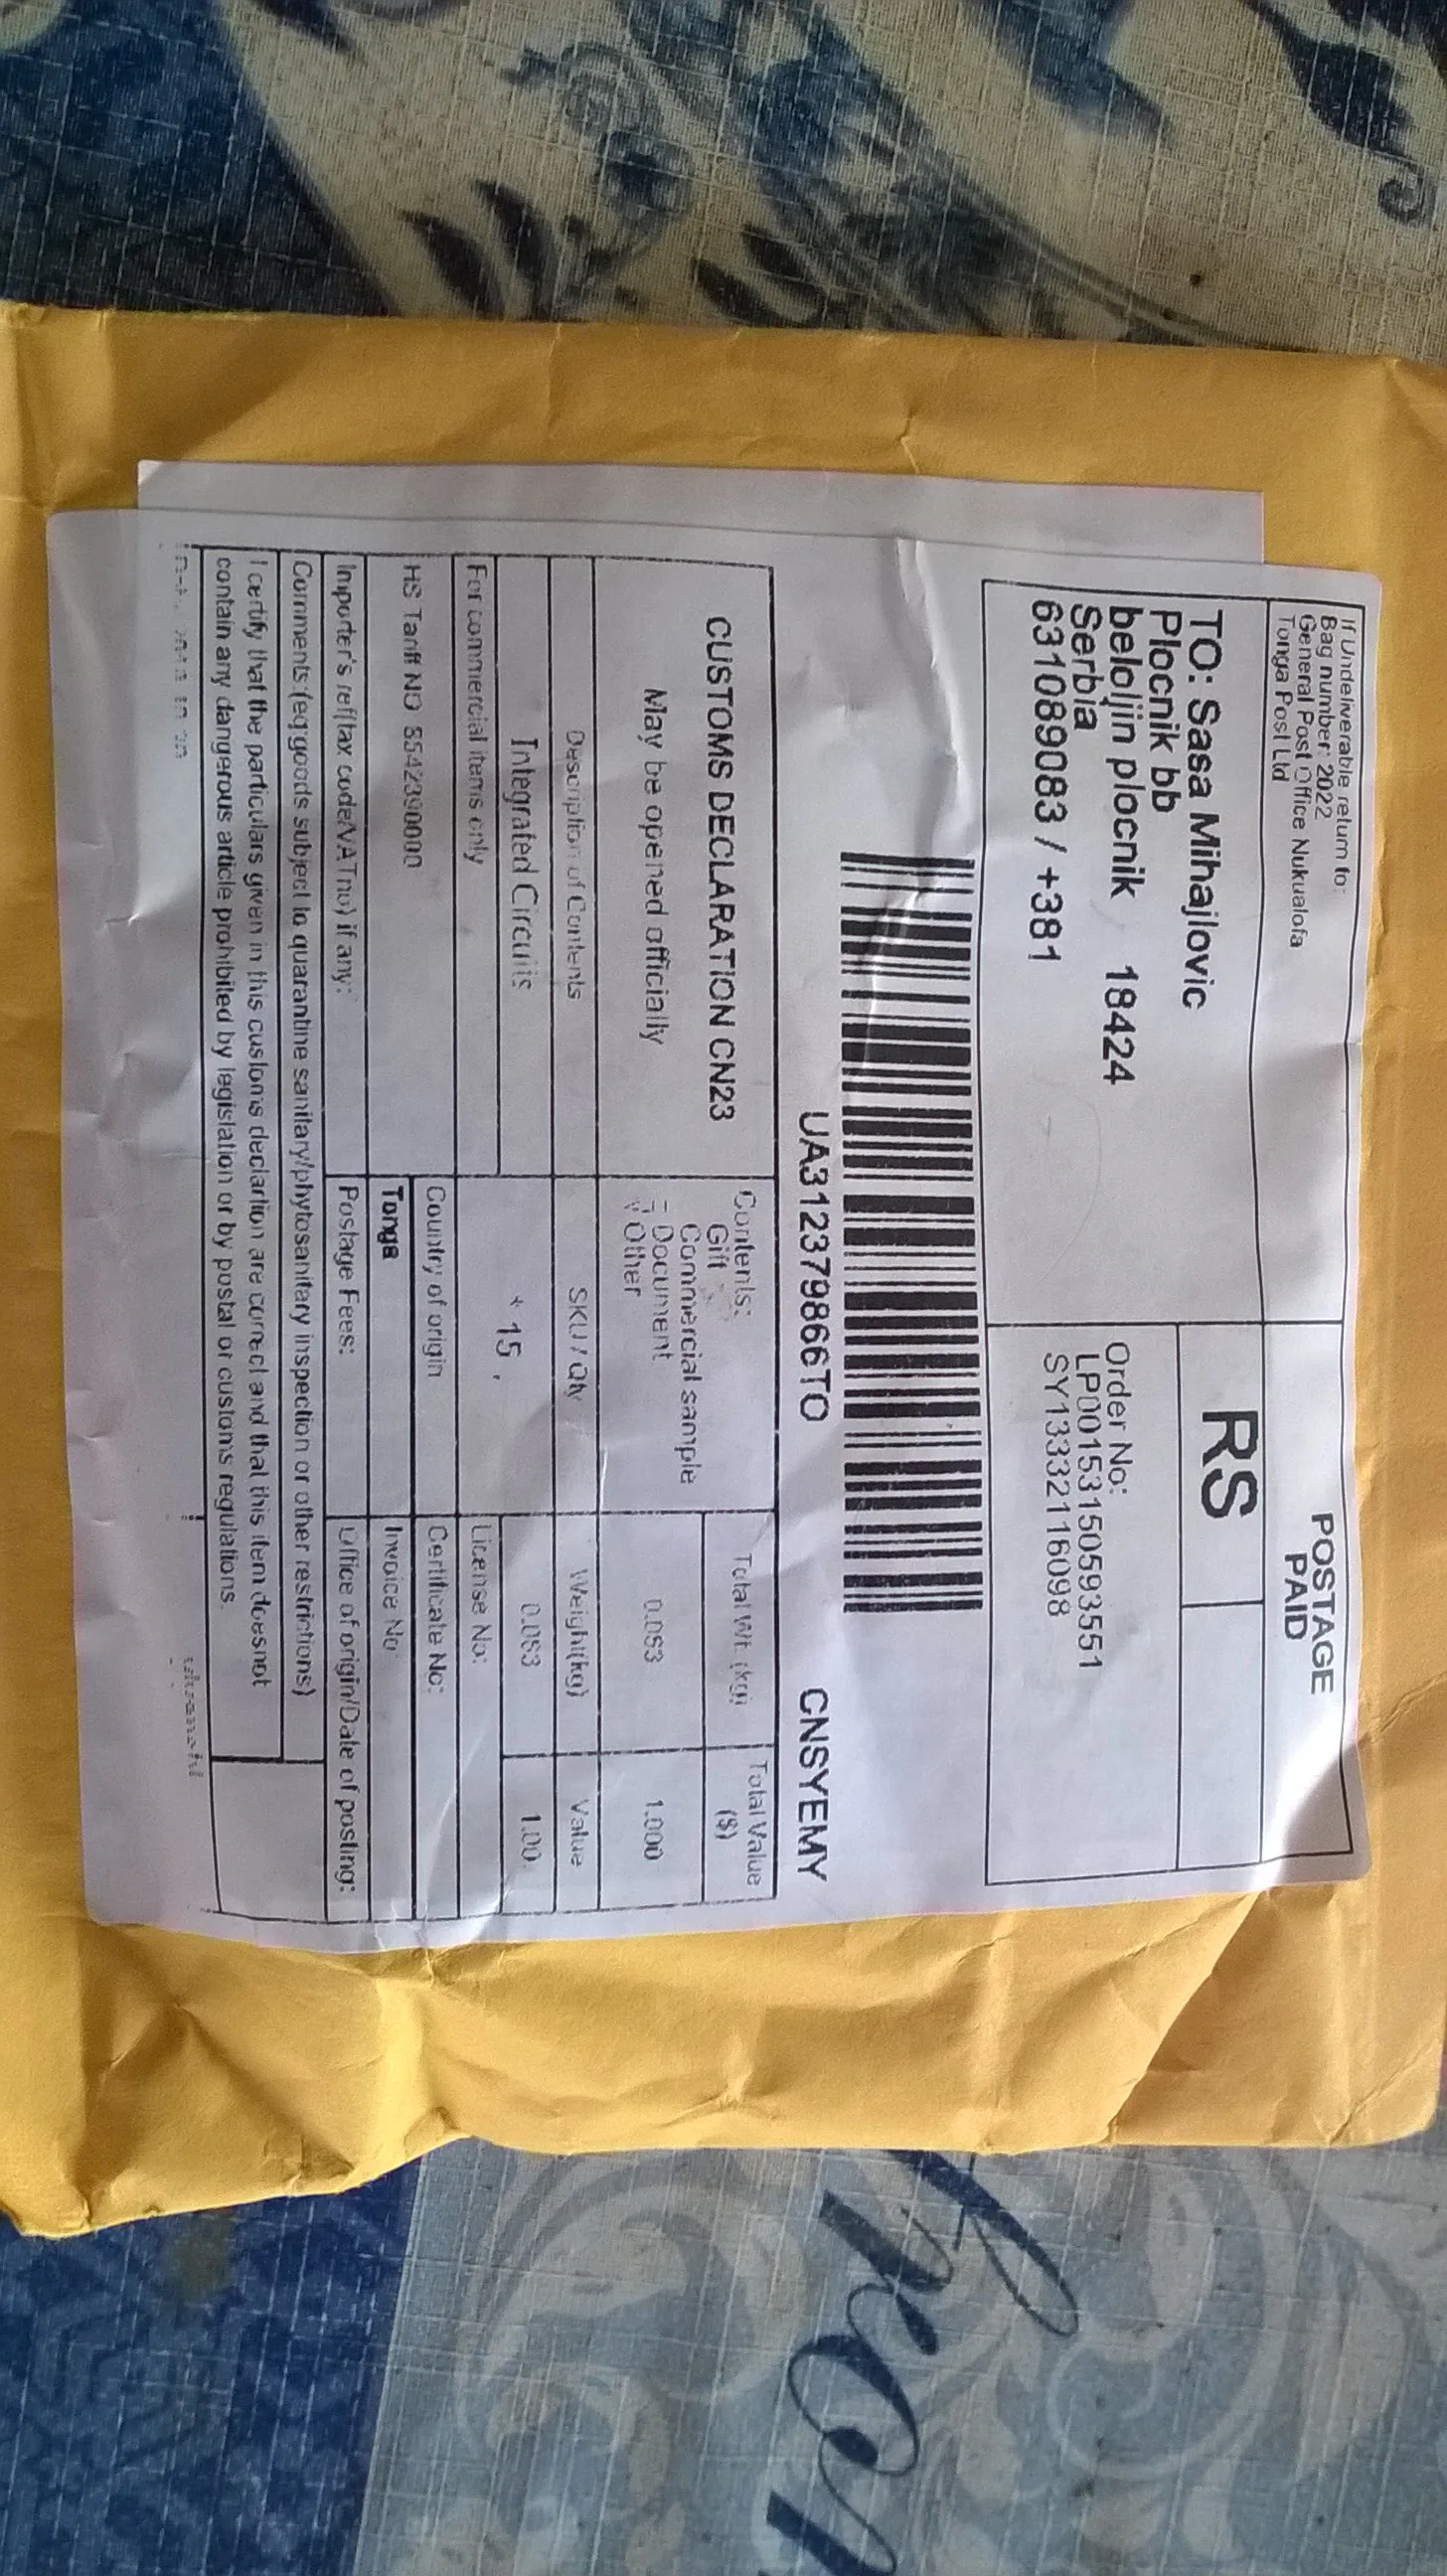 If Undeliverable return to:
Bag number: 2022
General Post Office Nukualofa
Tonga Post Ltd
POSTAGE
PAID
RS
TO: Sasa Mihajlovic
Plocnik bb
beloljin plocnik 18424
Serbia
631089083 / +381
Order No:
LP00153150593551
SY13332116098
UA312379866TO CNSYEMY
CUSTOMS DECLARATION CN23
May be opened officially
Contents:
Gift
Commercial sample
Document
Other
Total Wt. (kg)
Total Value
($)
0.053
1.000
Description of Contents
SKU / Qty
Weight(kg)
Value
Integrated Circuits
* 15 ,
0.053
1.00
For commercial items only
License No:
HS Tariff NO 8542390000
Country of origin
Certificate No:
Tonga
Invoice No
Importer's ref(tax code/VAT no) if any:
Postage Fees:
Office of origin/Date of posting:
Comments:(eg:goods subject to quarantine sanitary/phytosanitary inspection or other restrictions)
I certify that the particulars given in this customs declartion are correct and that this item doesnot
contain any dangerous article prohibited by legislation or by postal or customs regulations.